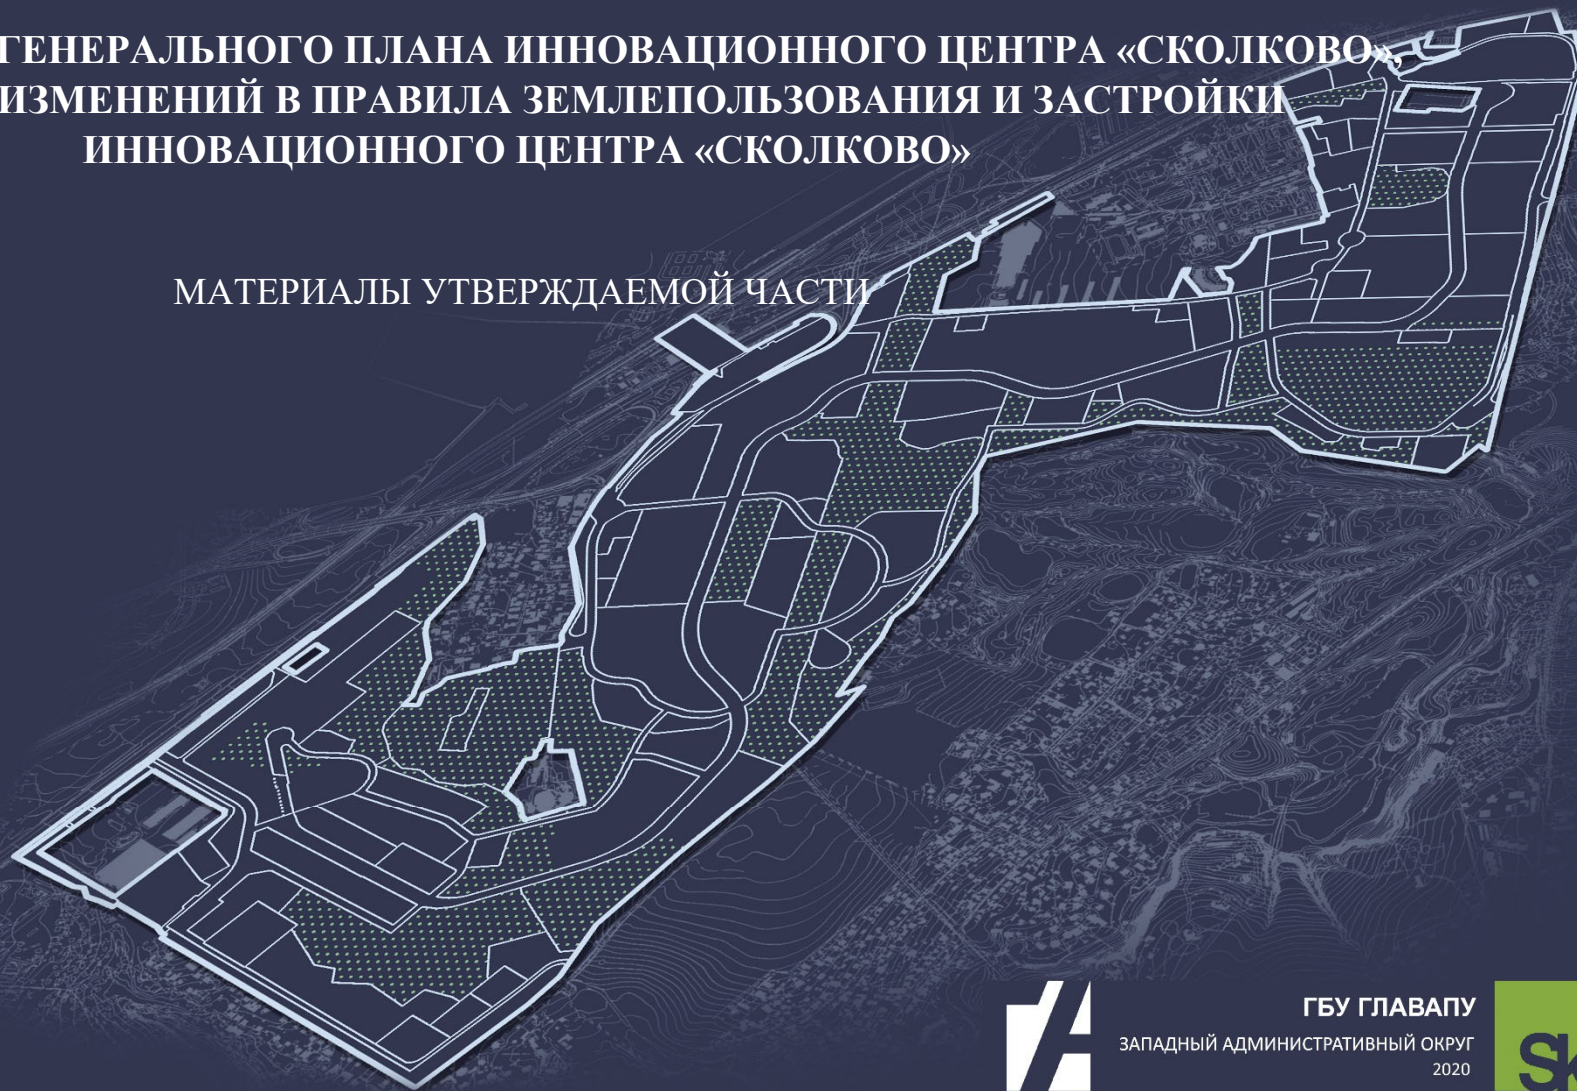 ГЕНЕРАЛЬНОГО ПЛАНА ИННОВАЦИОННОГО ЦЕНТРА «СКОЛКОВО»,
ИЗМЕНЕНИЙ В ПРАВИЛА ЗЕМЛЕПОЛЬЗОВАНИЯ И ЗАСТРОЙКИ
ИННОВАЦИОННОГО ЦЕНТРА «СКОЛКОВО»
МАТЕРИАЛЫ УТВЕРЖДАЕМОЙ ЧАСТИ
ГБУ ГЛАВАПУ
ЗАПАДНЫЙ АДМИНИСТРАТИВНЫЙ ОКРУГ
2020
Sk